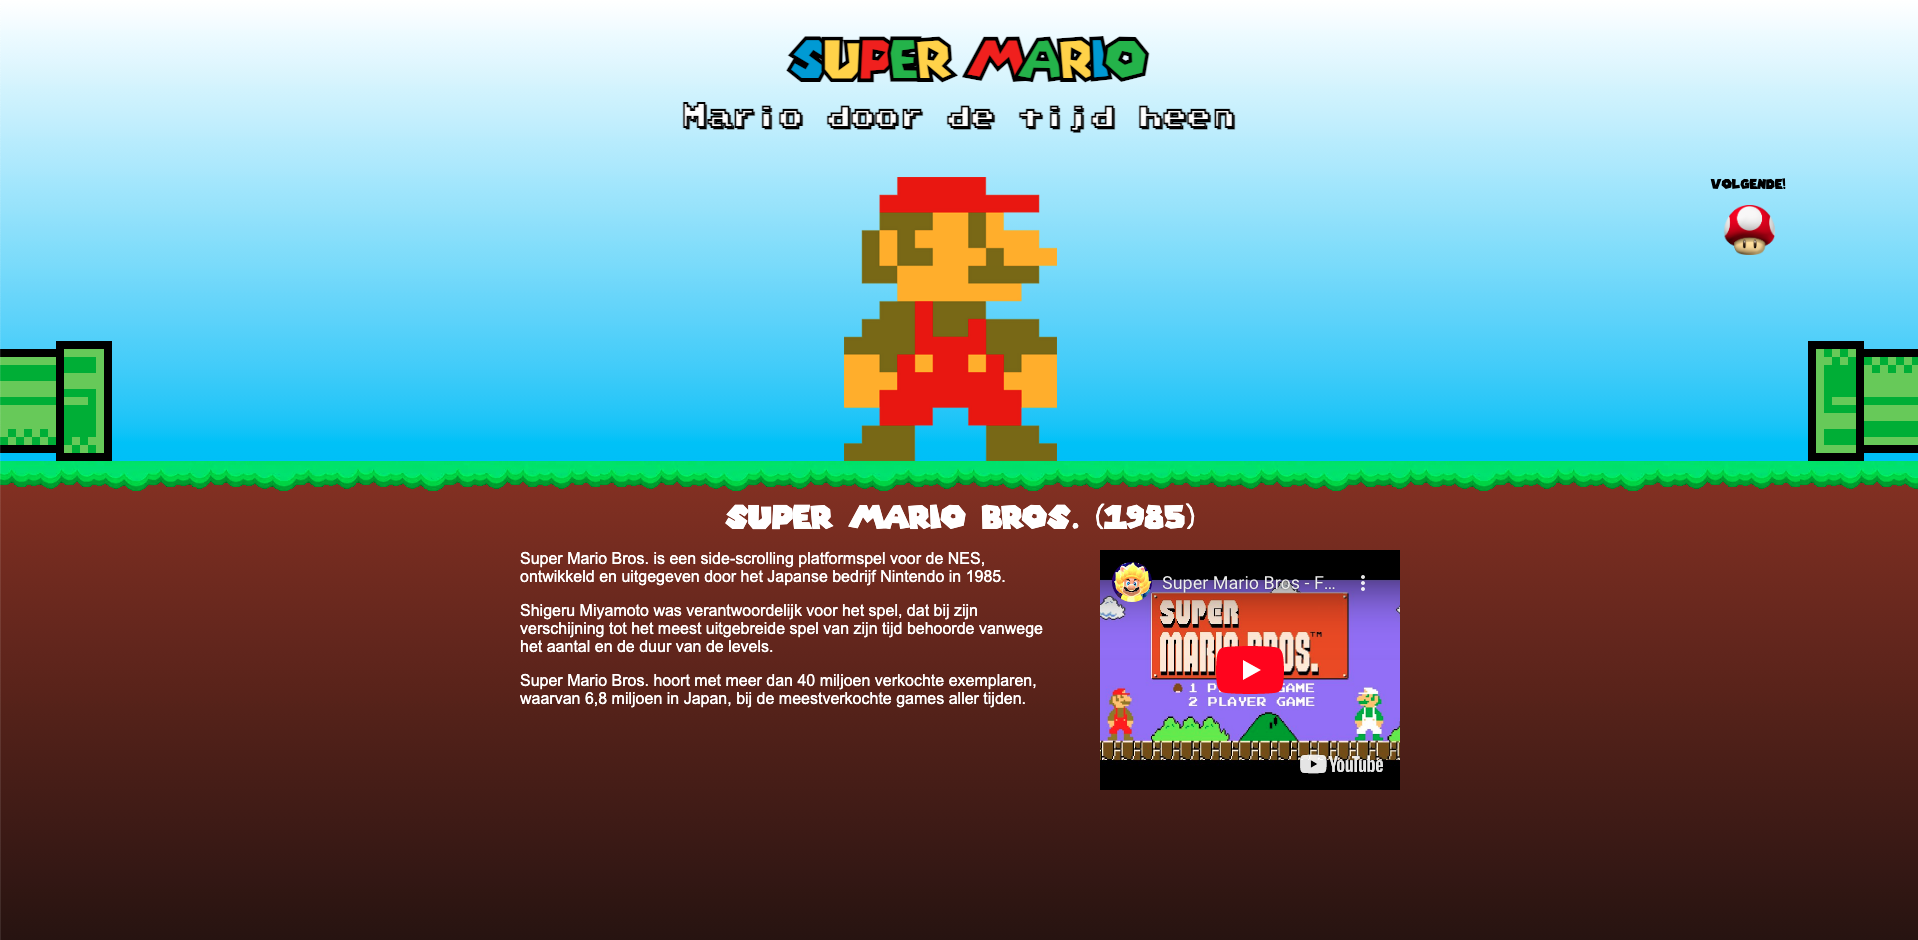 SUPER MARIO
Mario door de tijd heen
VOLGENDE!
SUPER MARIO BROS. (1985)
Super Mario Bros. is een side-scrolling platformspel voor de NES,
ontwikkeld en uitgegeven door het Japanse bedrijf Nintendo in 1985.
Shigeru Miyamoto was verantwoordelijk voor het spel, dat bij zijn
verschijning tot het meest uitgebreide spel van zijn tijd behoorde vanwege
het aantal en de duur van de levels.
Super Mario Bros. hoort met meer dan 40 miljoen verkochte exemplaren,
waarvan 6,8 miljoen in Japan, bij de meestverkochte games aller tijden.
Super Mario Bros - F...
SUPER
MARIO BROS.™
1 PLAYER GAME
2 PLAYER GAME
YouTube